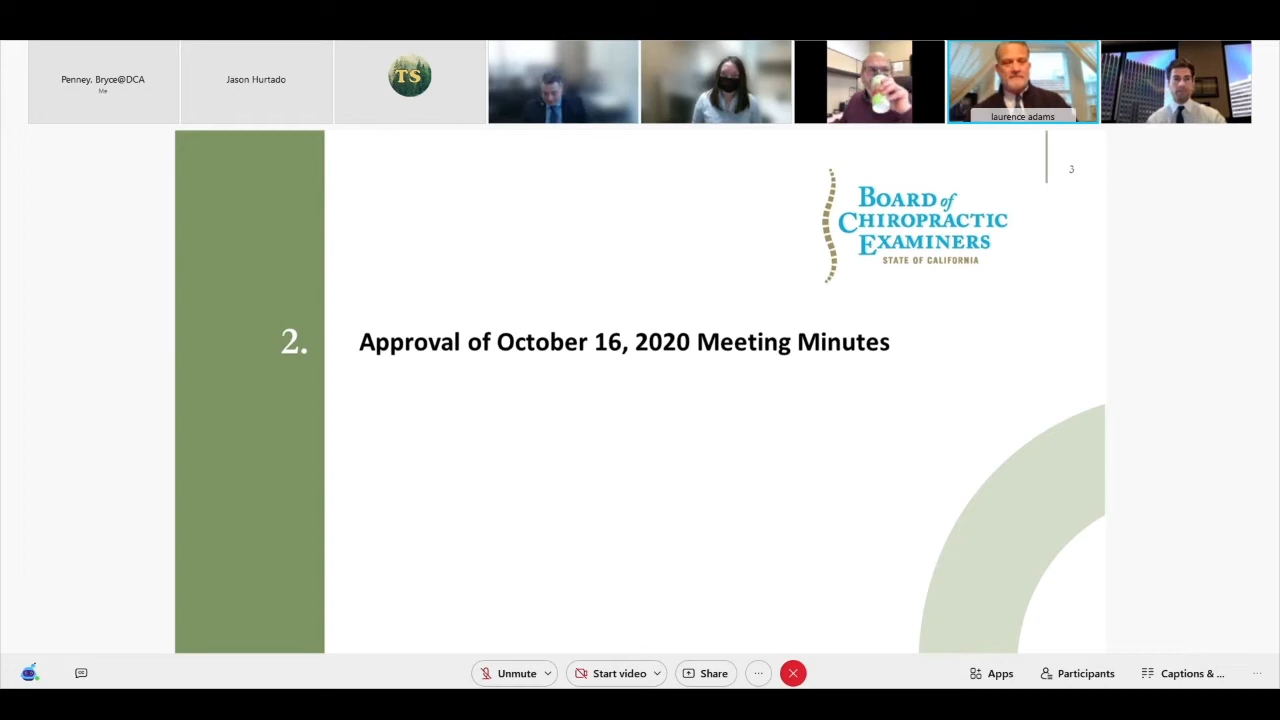 Penney, Bryce@DCA
Me
Jason Hurtado
TS
laurence adams
3
BOARD of
CHIROPRACTIC
EXAMINERS
STATE OF CALIFORNIA
2.
Approval of October 16, 2020 Meeting Minutes
Unmute
Start video
Share
Apps
Participants
Captions & ...